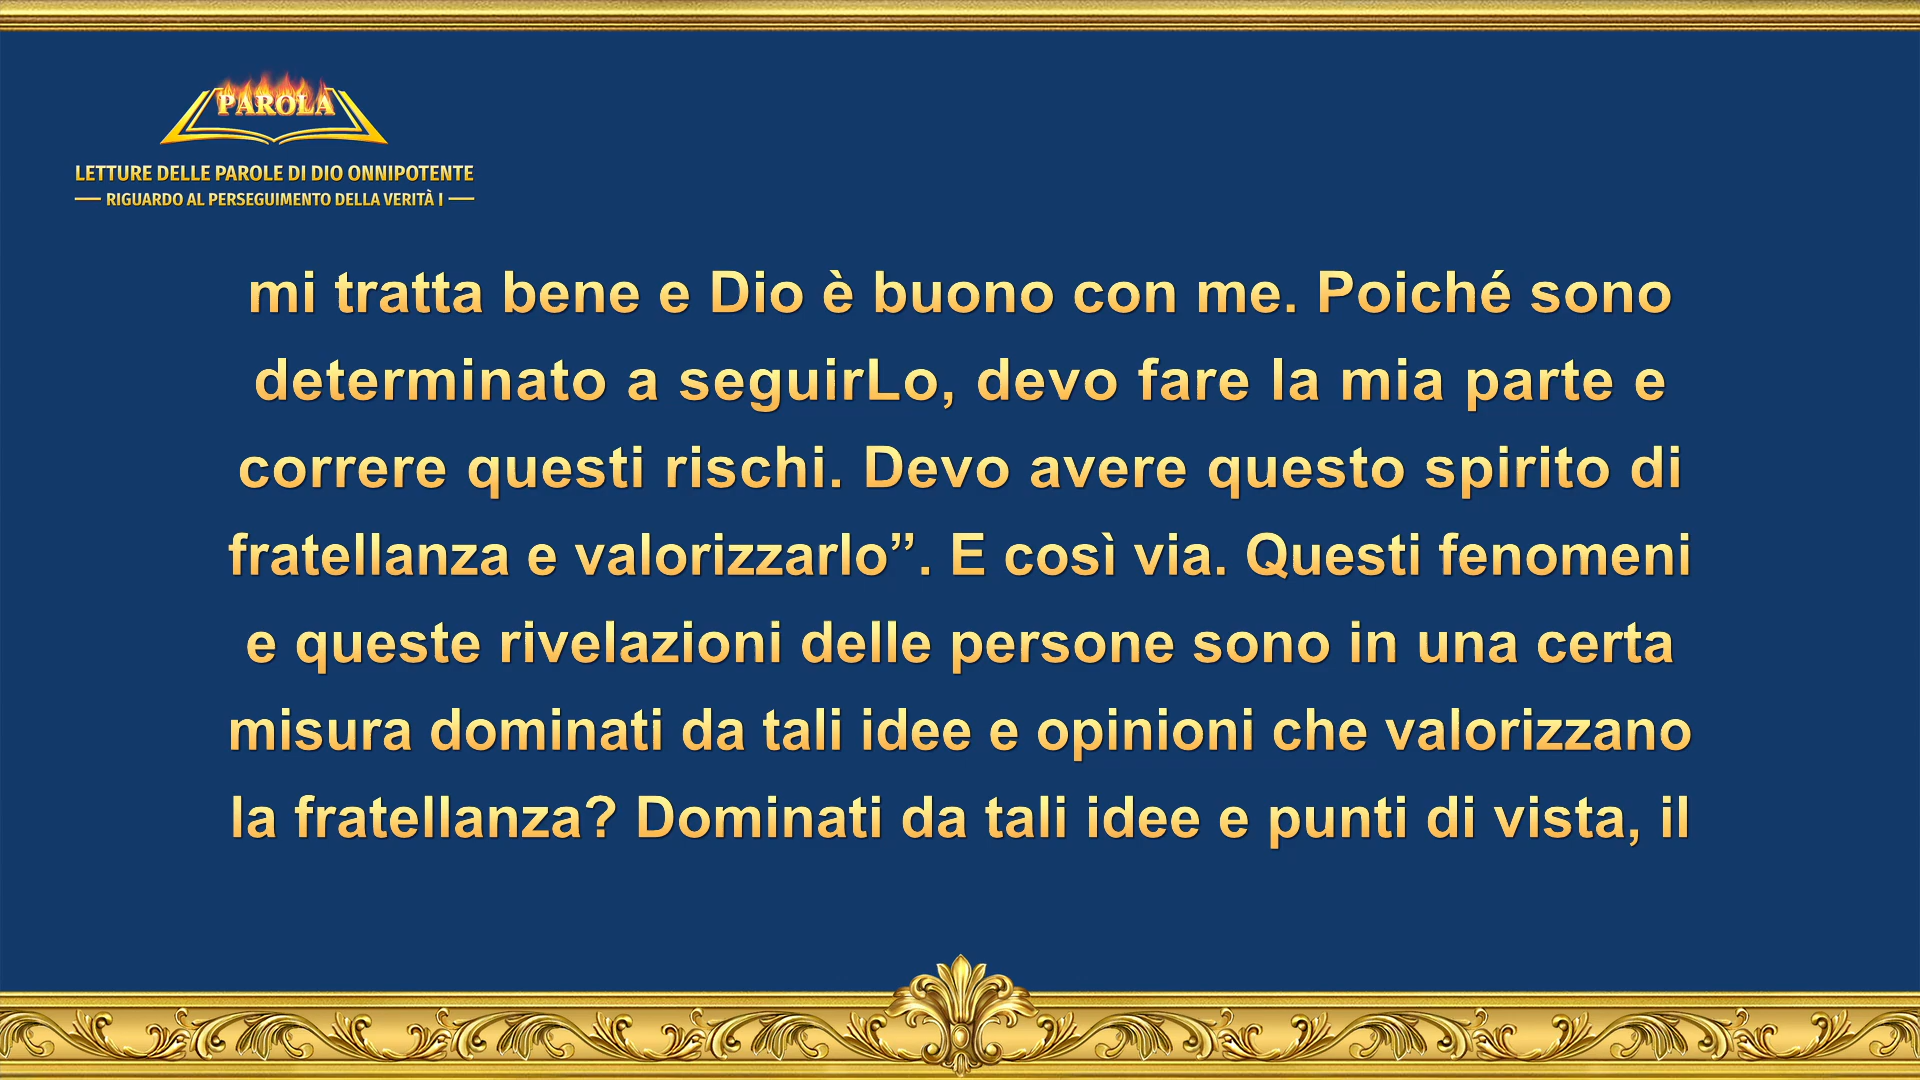 PAROLA
LETTURE DELLE PAROLE DI DIO ONNIPOTENTE
RIGUARDO AL PERSEGUIMENTO DELLA VERITÀ I
mi tratta bene e Dio è buono con me. Poiché sono
determinato a seguirLo, devo fare la mia parte e
correre questi rischi. Devo avere questo spirito di
fratellanza e valorizzarlo”. E così via. Questi fenomeni
e queste rivelazioni delle persone sono in una certa
misura dominati da tali idee e opinioni che valorizzano
la fratellanza? Dominati da tali idee e punti di vista, il